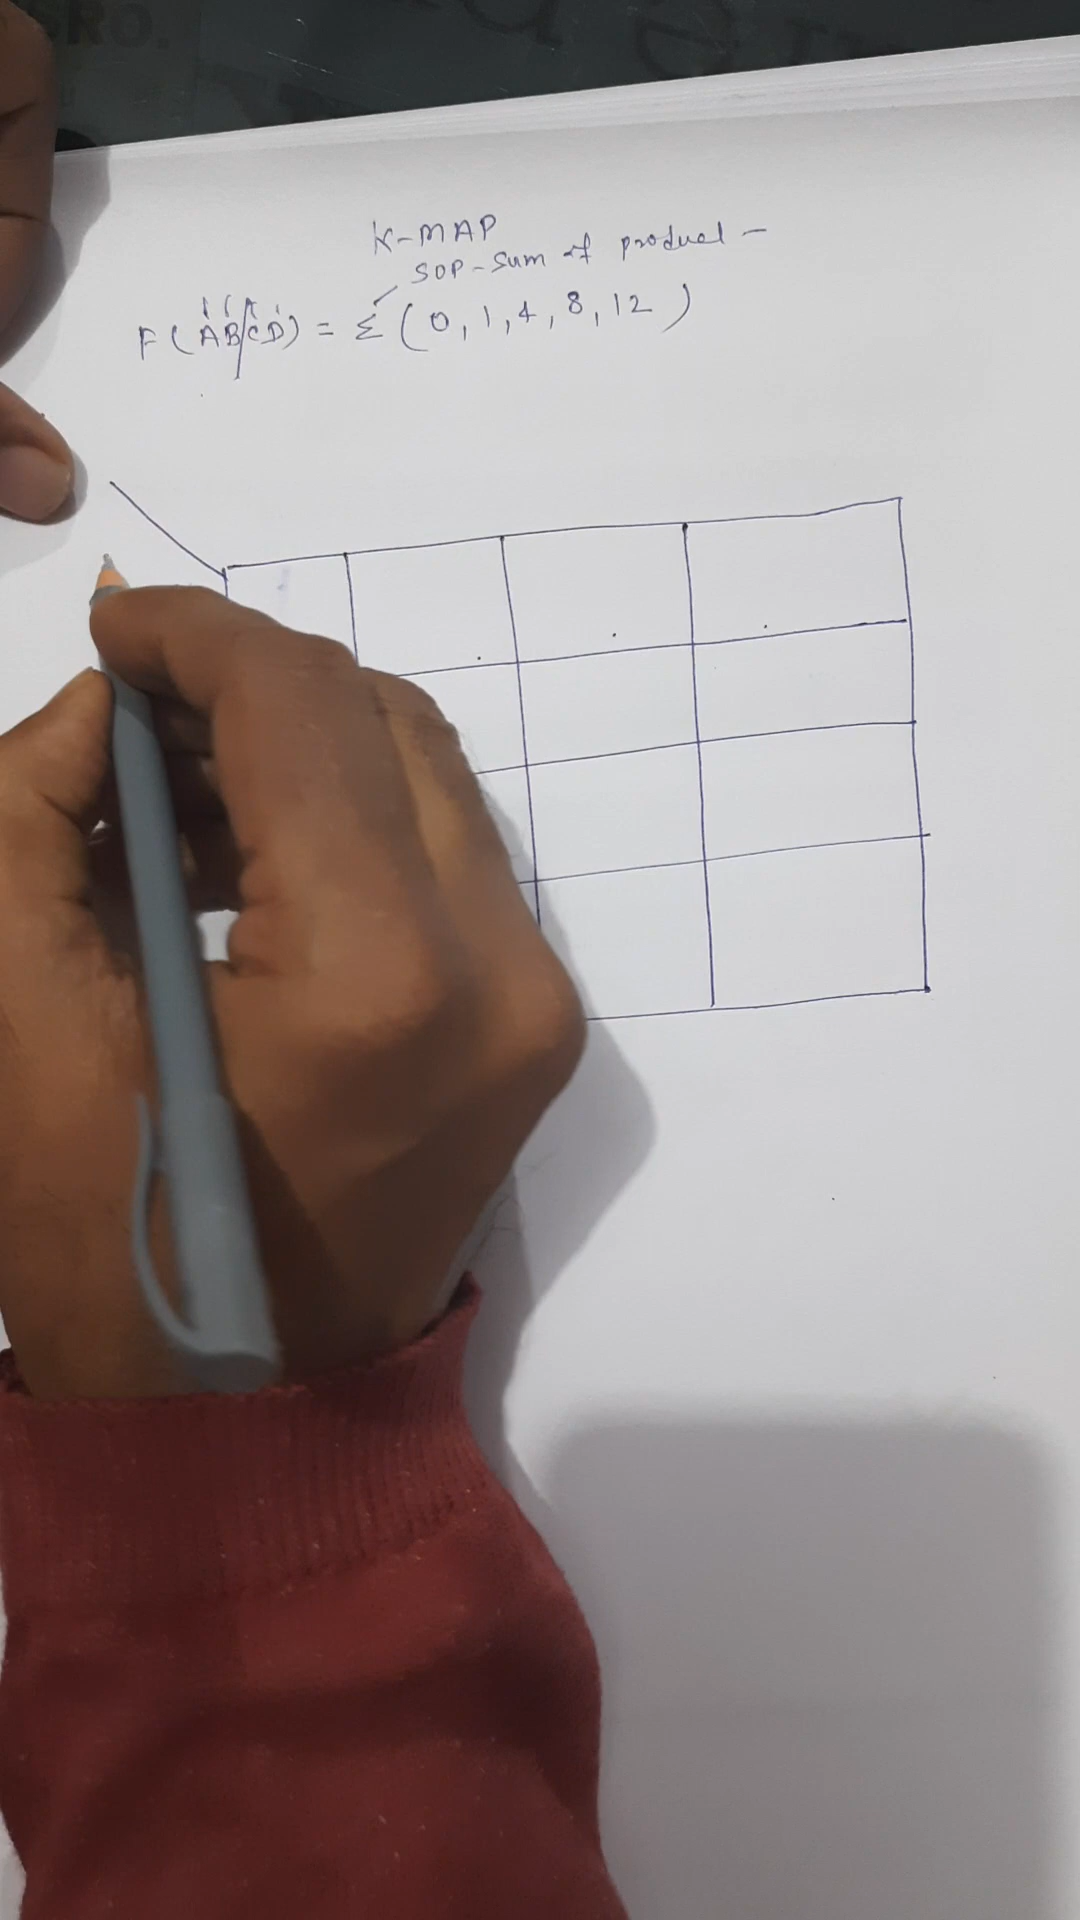 K-MAP
SOP-sum of product -
F(ABCD) = Σ(0,1,4,8,12)